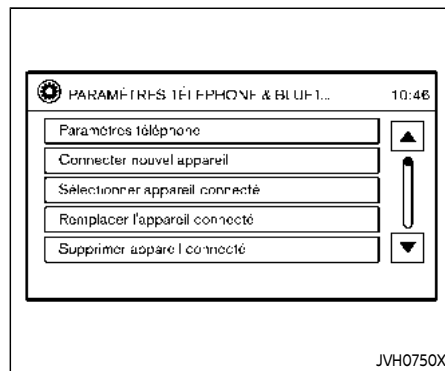 PARAMÈTRES TÉLÉPHONE & BLUET... 10:46
Paramètres téléphone
Connecter nouvel appareil
Sélectionner appareil connecté
Remplacer l'appareil connecté
Supprimer appareil connecté
JVH0750X